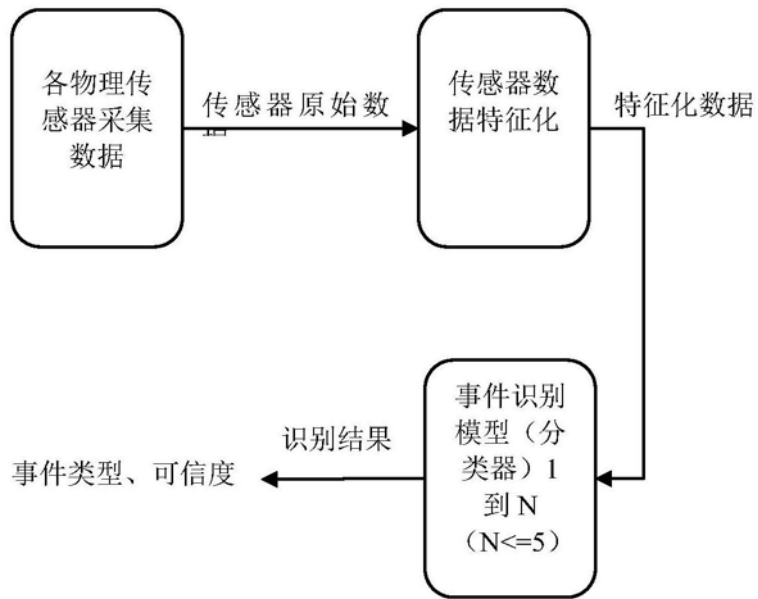 各物理传
感器采集
数据
传感器原始数
传感器数
据特征化
特征化数据
事件识别
模型（分
类器）1
到 N
（N<=5）
识别结果
事件类型、可信度